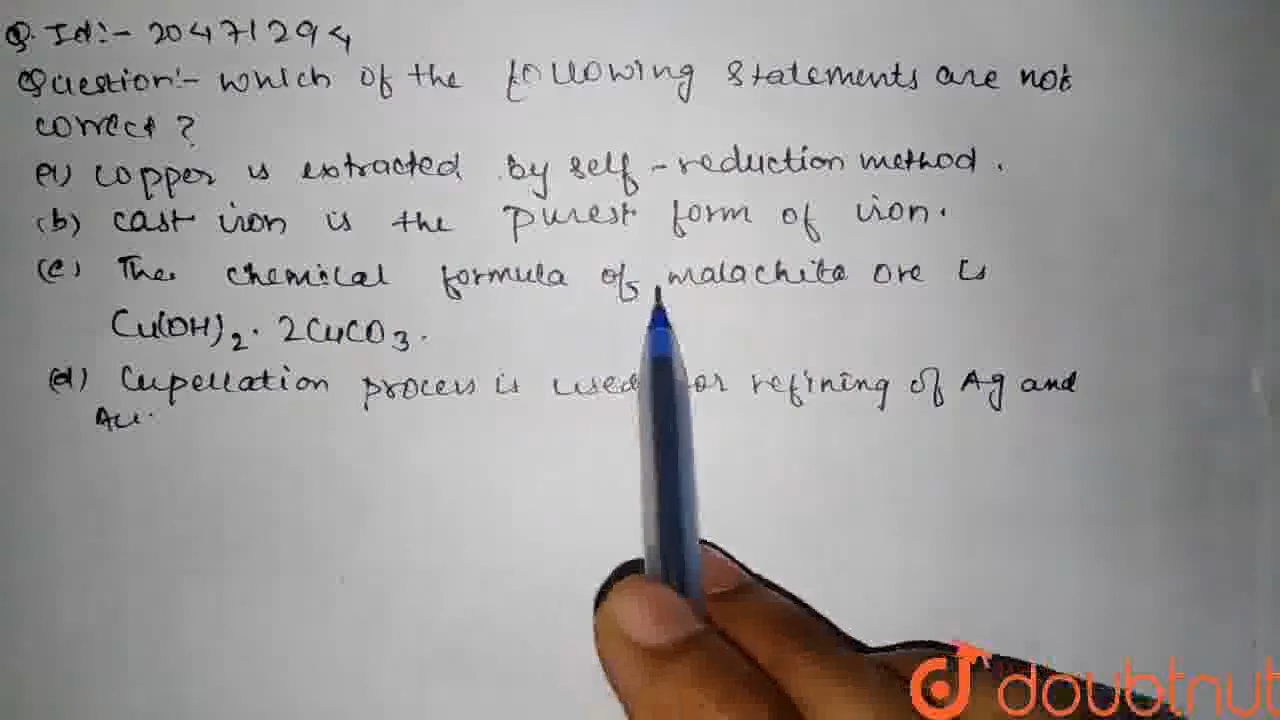 Q. Id:- 20471294
Question:- which of the following statements are not
correct?
(a) copper is extracted by self-reduction method.
(b) cast iron is the purest form of iron.
(c) The chemical formula of malachite ore is
Cu(OH)2. 2CuCO3.
(d) Cupellation process is used for refining of Ag and
Au.
doubtnut